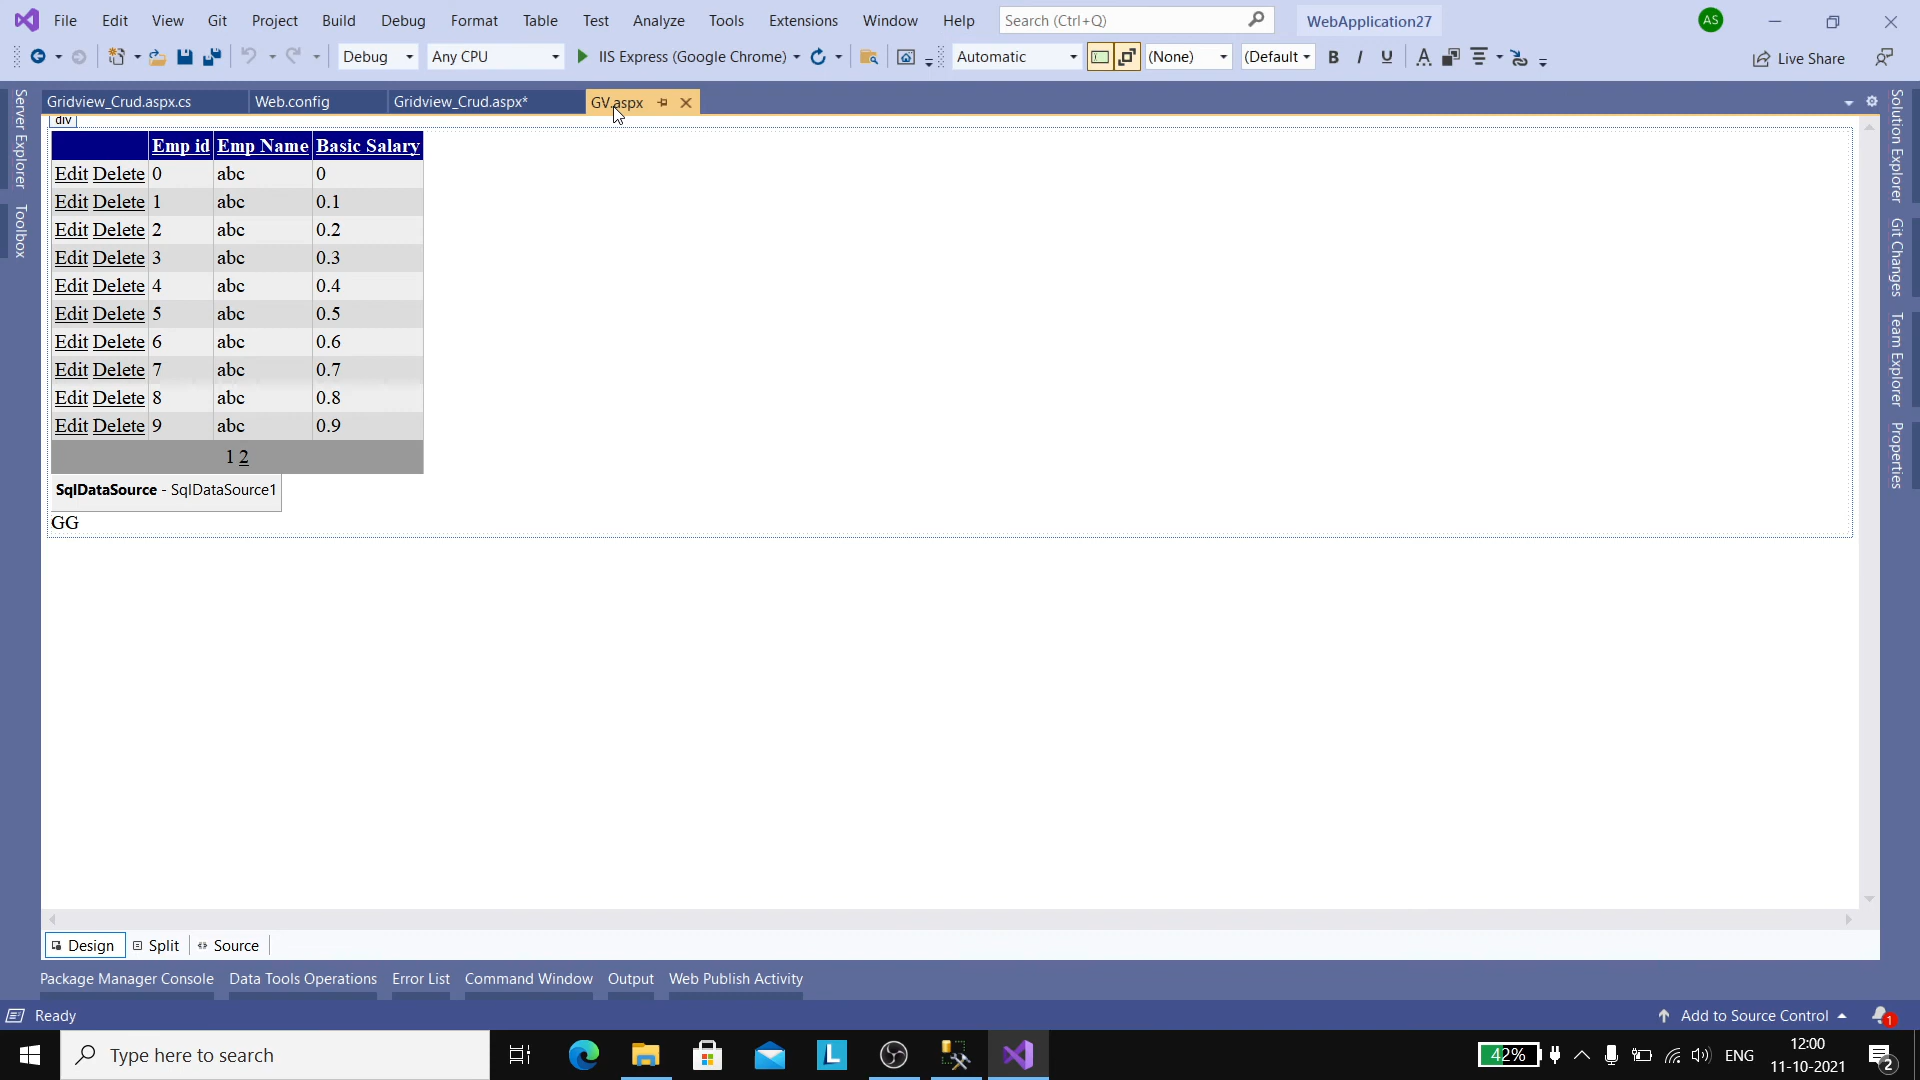 File Edit View Git Project Build Debug Format Table Test Analyze Tools Extensions Window Help Search (Ctrl+Q) WebApplication27 AS
Debug Any CPU IIS Express (Google Chrome) Automatic (None) (Default B I U A Live Share
Gridview_Crud.aspx.cs Web.config Gridview_Crud.aspx* GV.aspx
Server Explorer
Toolbox
div
Emp id Emp Name Basic Salary
Edit Delete 0 abc 0
Edit Delete 1 abc 0.1
Edit Delete 2 abc 0.2
Edit Delete 3 abc 0.3
Edit Delete 4 abc 0.4
Edit Delete 5 abc 0.5
Edit Delete 6 abc 0.6
Edit Delete 7 abc 0.7
Edit Delete 8 abc 0.8
Edit Delete 9 abc 0.9
1 2
SqlDataSource - SqlDataSource1
GG
Solution Explorer
Git Changes
Team Explorer
Properties
Design Split Source
Package Manager Console Data Tools Operations Error List Command Window Output Web Publish Activity
Ready Add to Source Control 1
Type here to search L 42% ENG 12:00
11-10-2021 2